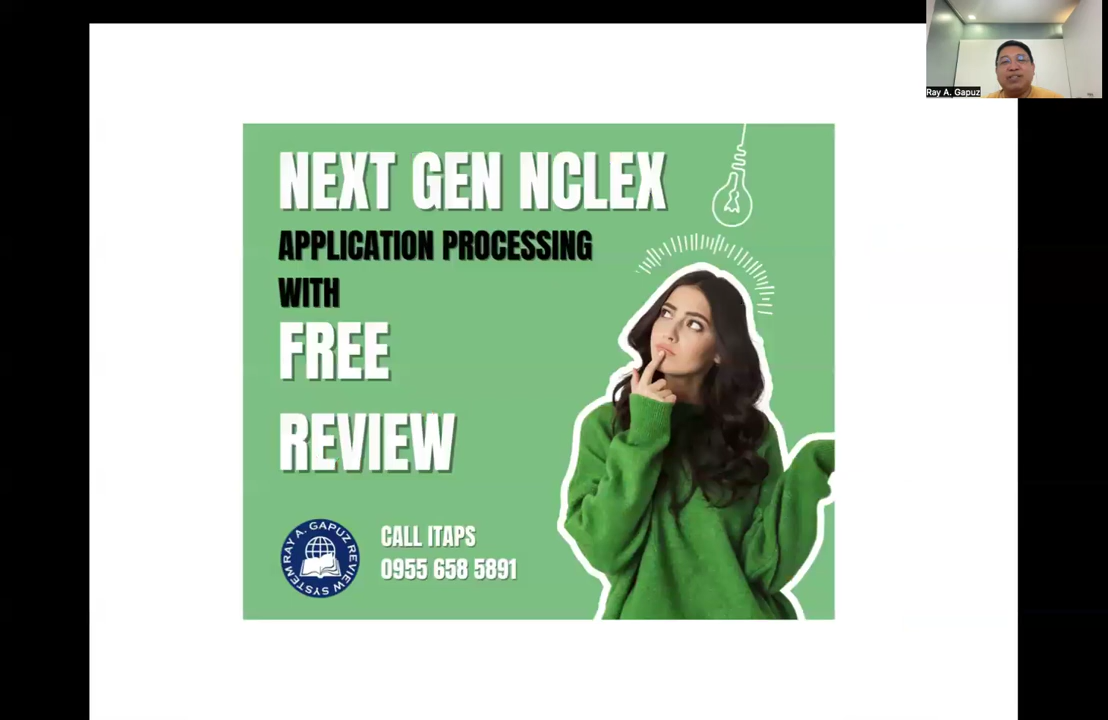 Ray A. Gapuz
NEXT GEN NCLEX
APPLICATION PROCESSING
WITH
FREE
REVIEW
RAY A. GAPUZ REVIEW SYSTEM
CALL ITAPS
0955 658 5891